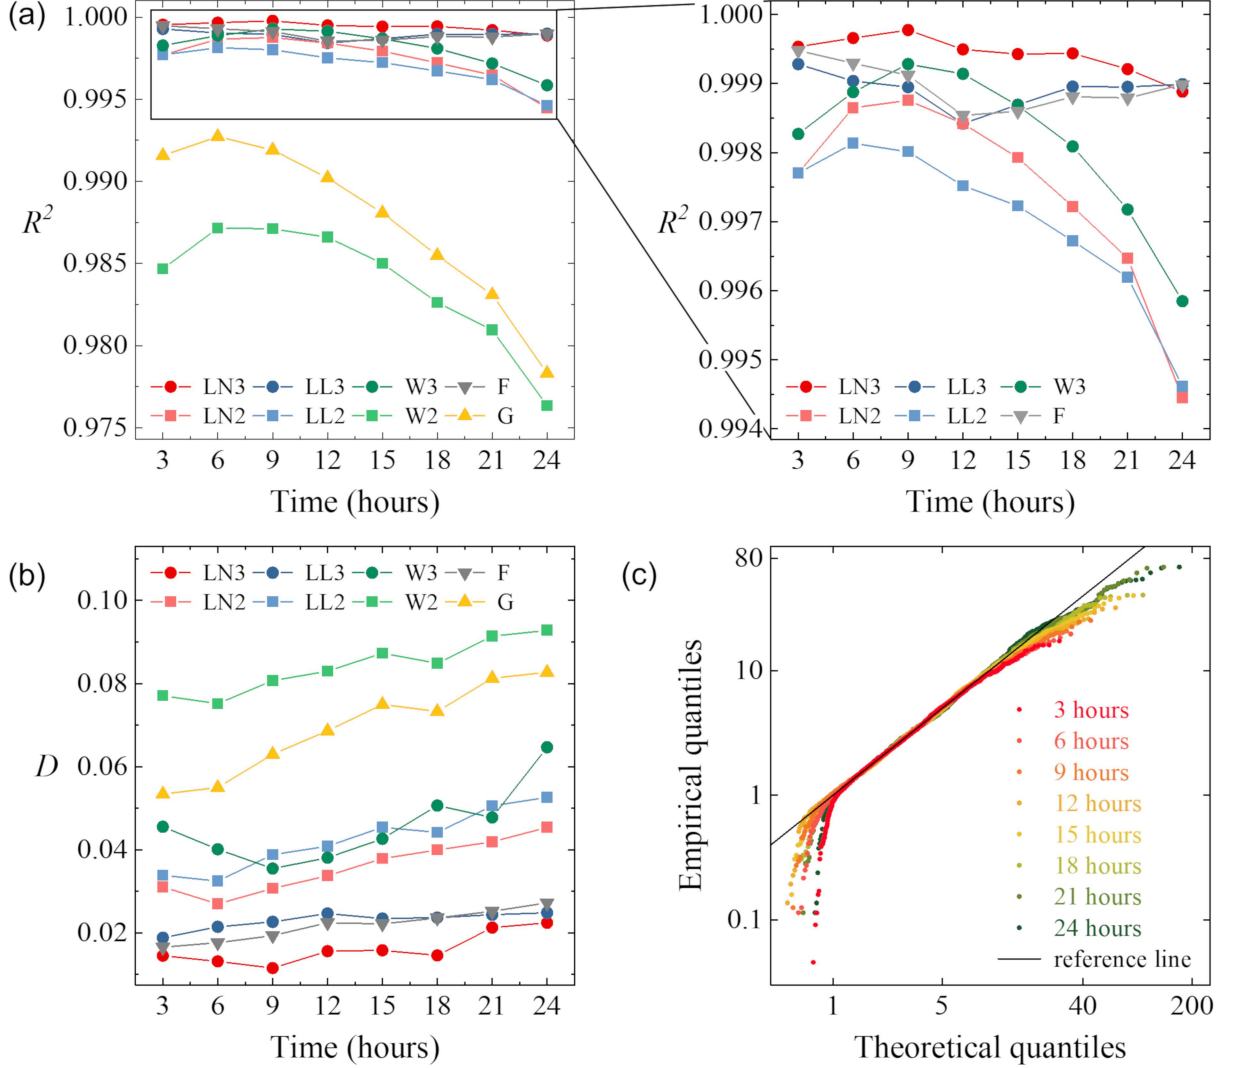 (a)
1.000
0.995
0.990
0.985
0.980
0.975
R²
LN3 LL3 W3 F
LN2 LL2 W2 G
3 6 9 12 15 18 21 24
Time (hours)
1.000
0.999
0.998
0.997
0.996
0.995
0.994
R²
LN3 LL3 W3
LN2 LL2 F
3 6 9 12 15 18 21 24
Time (hours)
(b)
LN3 LL3 W3 F
LN2 LL2 W2 G
0.10
0.08
0.06
0.04
0.02
D
3 6 9 12 15 18 21 24
Time (hours)
(c)
80
10
1
0.1
Empirical quantiles
3 hours
6 hours
9 hours
12 hours
15 hours
18 hours
21 hours
24 hours
reference line
1 5 40 200
Theoretical quantiles